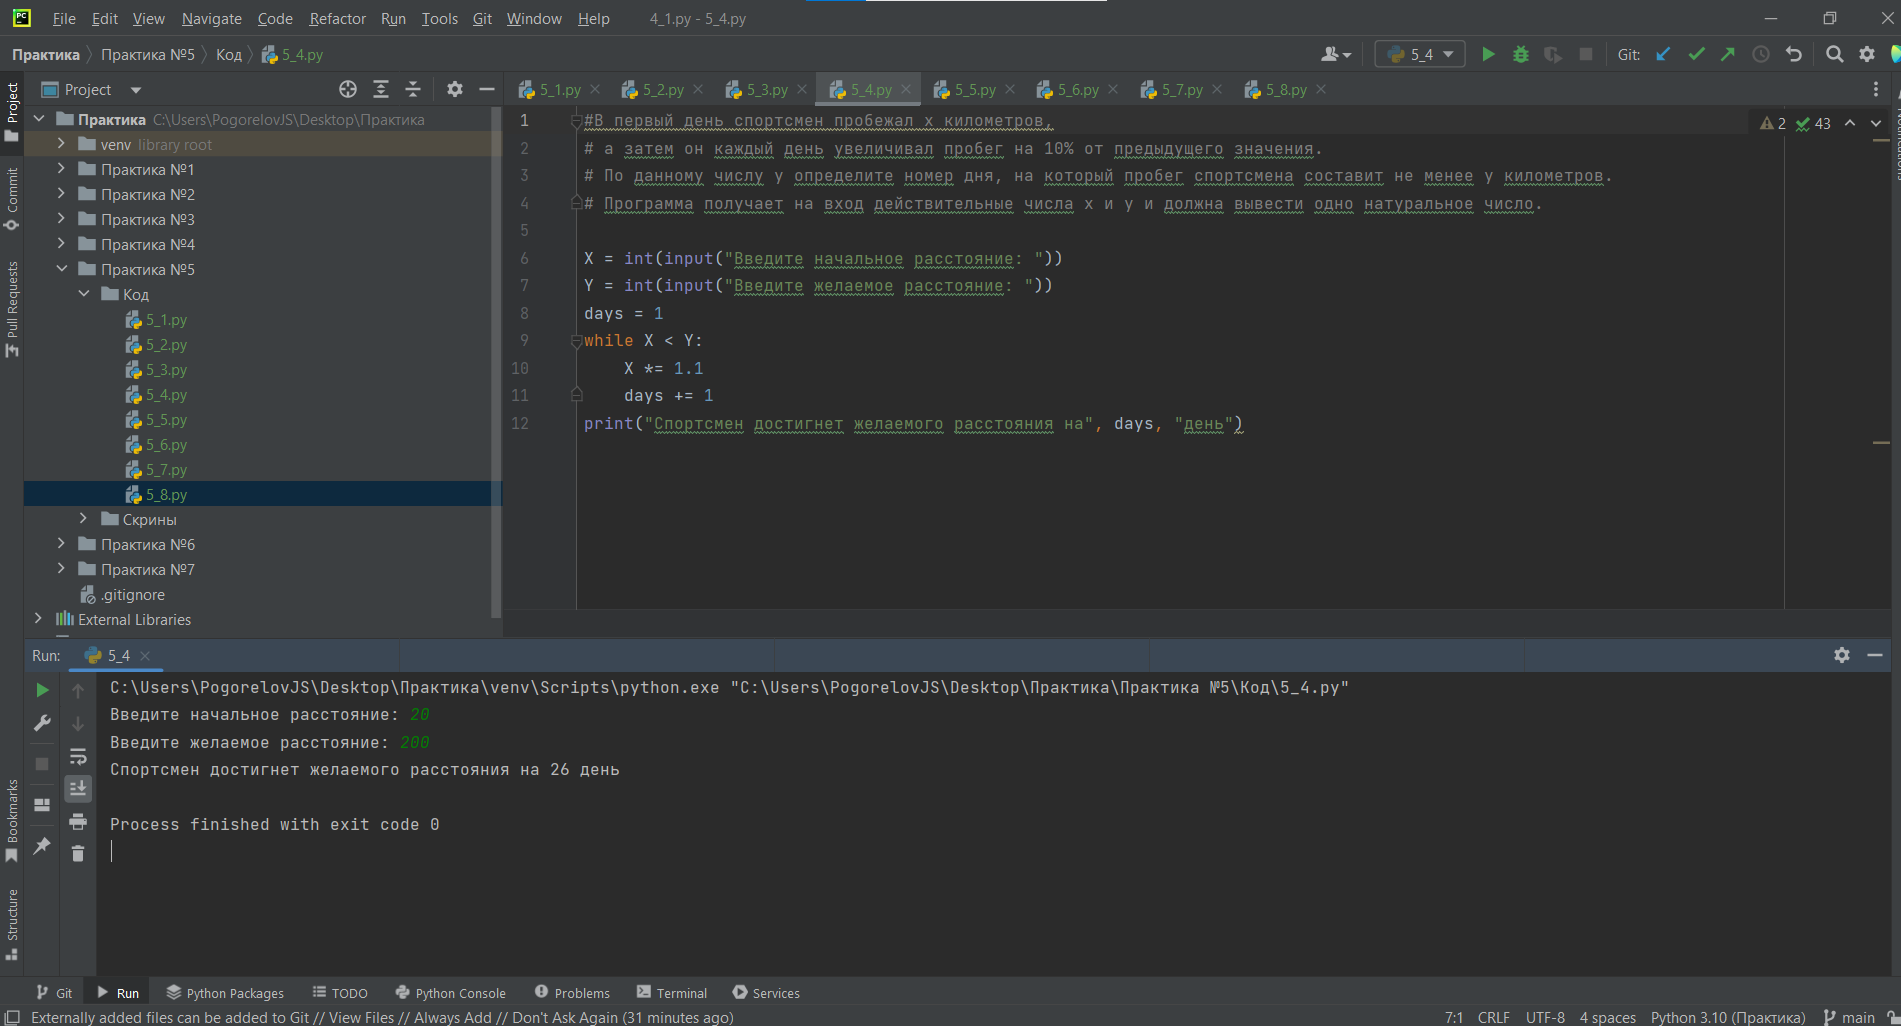 File Edit View Navigate Code Refactor Run Tools Git Window Help 4_1.py - 5_4.py
Практика Практика №5 Код 5_4.py 5_4 Git:
Project 5_1.py 5_2.py 5_3.py 5_4.py 5_5.py 5_6.py 5_7.py 5_8.py
Project
Commit
Pull Requests
Bookmarks
Structure
Практика C:\Users\PogorelovJS\Desktop\Практика
venv library root
Практика №1
Практика №2
Практика №3
Практика №4
Практика №5
Код
5_1.py
5_2.py
5_3.py
5_4.py
5_5.py
5_6.py
5_7.py
5_8.py
Скрины
Практика №6
Практика №7
.gitignore
External Libraries
2 43
1 #В первый день спортсмен пробежал x километров,
2 # а затем он каждый день увеличивал пробег на 10% от предыдущего значения.
3 # По данному числу y определите номер дня, на который пробег спортсмена составит не менее y километров.
4 # Программа получает на вход действительные числа x и y и должна вывести одно натуральное число.
5
6 X = int(input("Введите начальное расстояние: "))
7 Y = int(input("Введите желаемое расстояние: "))
8 days = 1
9 while X < Y:
10 X *= 1.1
11 days += 1
12 print("Спортсмен достигнет желаемого расстояния на", days, "день")
Run: 5_4
C:\Users\PogorelovJS\Desktop\Практика\venv\Scripts\python.exe "C:\Users\PogorelovJS\Desktop\Практика\Практика №5\Код\5_4.py"
Введите начальное расстояние: 20
Введите желаемое расстояние: 200
Спортсмен достигнет желаемого расстояния на 26 день
Process finished with exit code 0
Git Run Python Packages TODO Python Console Problems Terminal Services
Externally added files can be added to Git // View Files // Always Add // Don't Ask Again (31 minutes ago) 7:1 CRLF UTF-8 4 spaces Python 3.10 (Практика) main